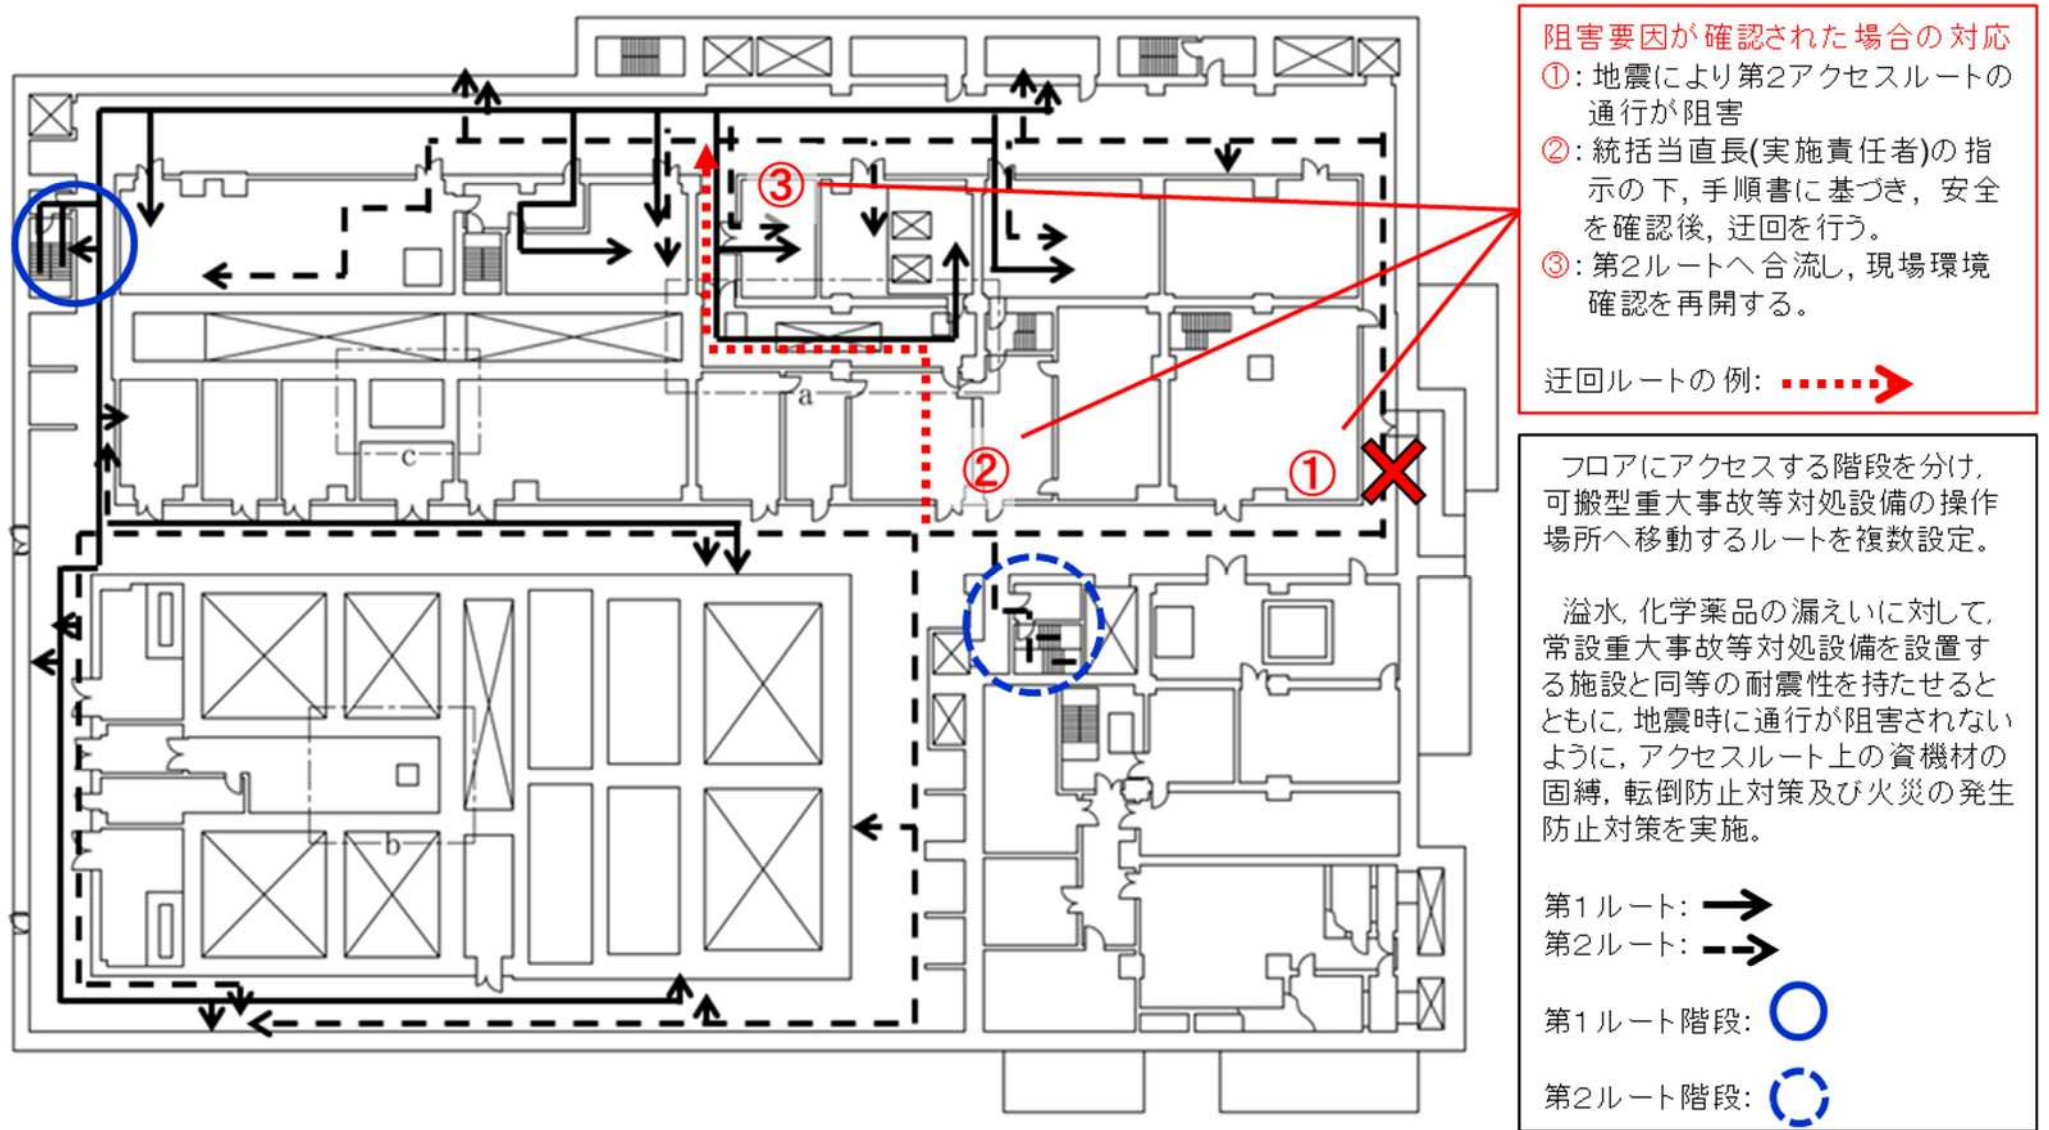 ③
a
c
②
①
b
阻害要因が確認された場合の対応
①：地震により第2アクセスルートの
通行が阻害
②：統括当直長(実施責任者)の指
示の下，手順書に基づき，安全
を確認後，迂回を行う。
③：第2ルートへ合流し，現場環境
確認を再開する。
迂回ルートの例：
フロアにアクセスする階段を分け，
可搬型重大事故等対処設備の操作
場所へ移動するルートを複数設定。
溢水，化学薬品の漏えいに対して，
常設重大事故等対処設備を設置す
る施設と同等の耐震性を持たせると
ともに，地震時に通行が阻害されない
ように，アクセスルート上の資機材の
固縛，転倒防止対策及び火災の発生
防止対策を実施。
第1ルート：
第2ルート：
第1ルート階段：
第2ルート階段：